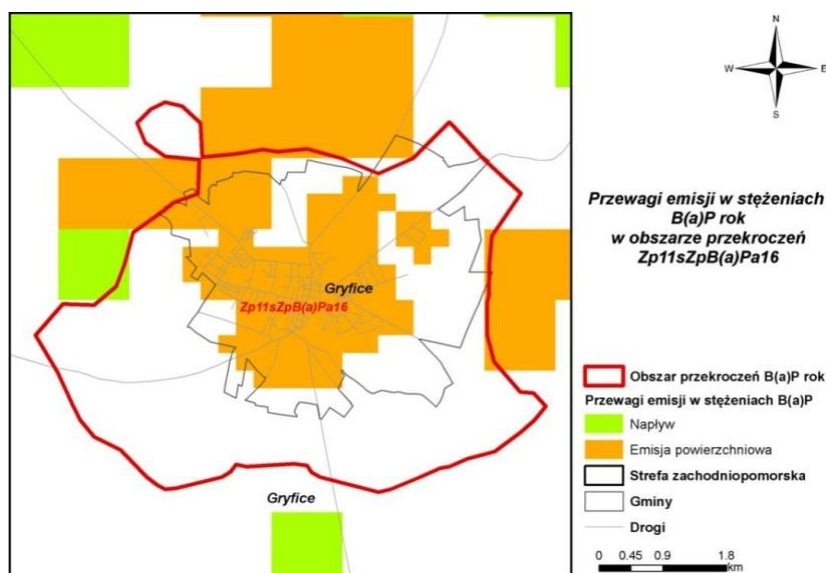 N
W
E
S
Przewagi emisji w stężeniach
B(a)P rok
w obszarze przekroczeń
Zp11sZpB(a)Pa16
Gryfice
Zp11sZpB(a)Pa16
Gryfice
Obszar przekroczeń B(a)P rok
Przewagi emisji w stężeniach B(a)P
Napływ
Emisja powierzchniowa
Strefa zachodniopomorska
Gminy
Drogi
0 0.45 0.9 1.8
km